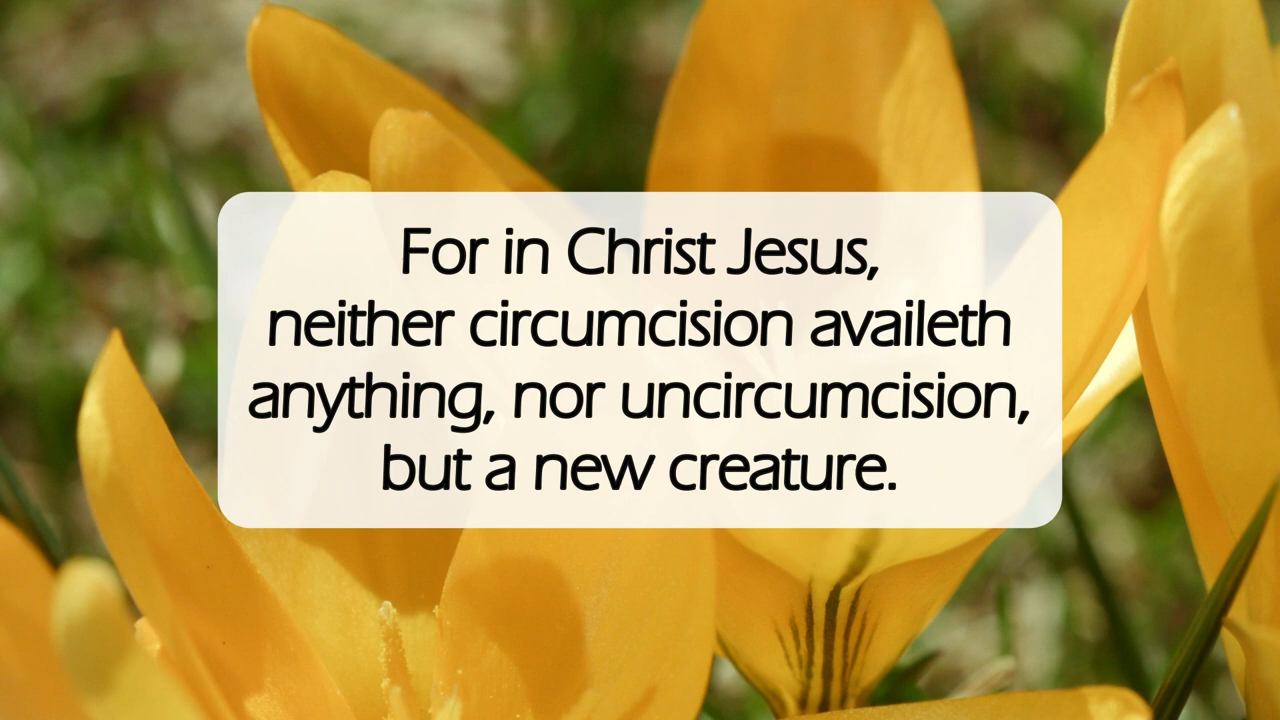 For in Christ Jesus,
neither circumcision availeth
anything, nor uncircumcision,
but a new creature.